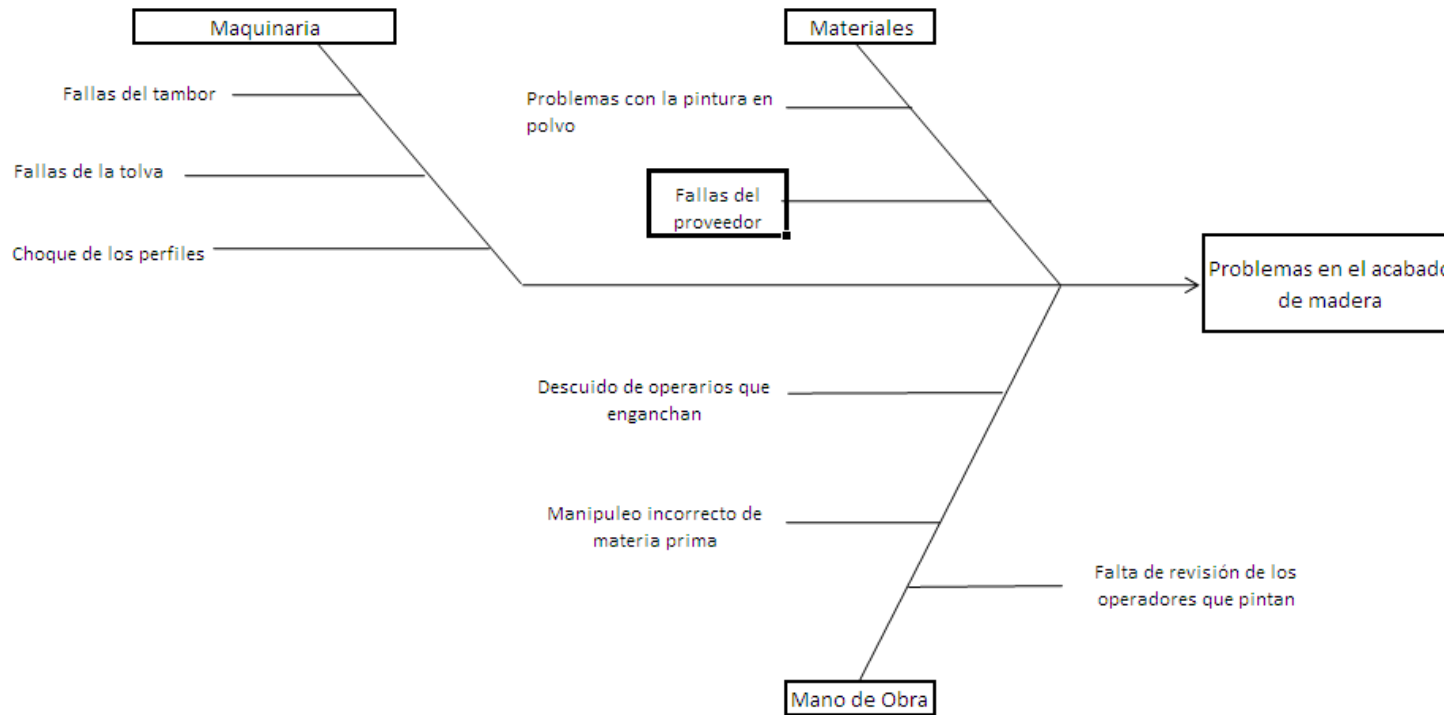 Maquinaria
Materiales
Fallas del tambor
Problemas con la pintura en
polvo
Fallas de la tolva
Fallas del
proveedor
Choque de los perfiles
Problemas en el acabado
de madera
Descuido de operarios que
enganchan
Manipuleo incorrecto de
materia prima
Falta de revisión de los
operadores que pintan
Mano de Obra